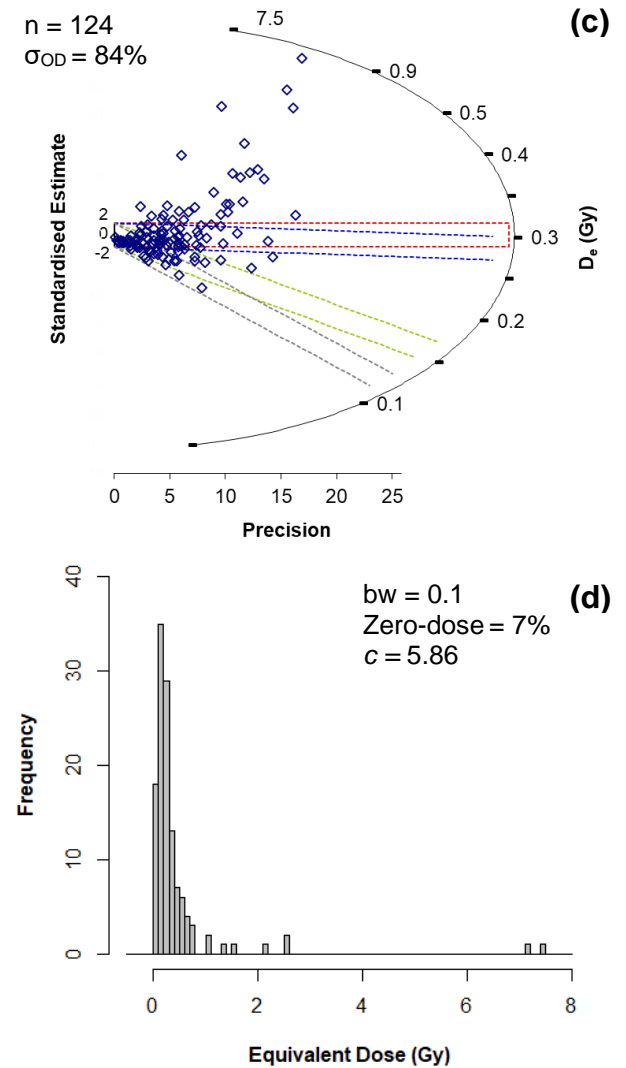 n = 124
(c)
σOD = 84%
7.5
0.9
0.5
0.4
0.3
0.2
0.1
De (Gy)
Standardised Estimate
2
0
-2
0 5 10 15 20 25
Precision
bw = 0.1
(d)
Zero-dose = 7%
c = 5.86
Frequency
40
30
20
10
0
0 2 4 6 8
Equivalent Dose (Gy)